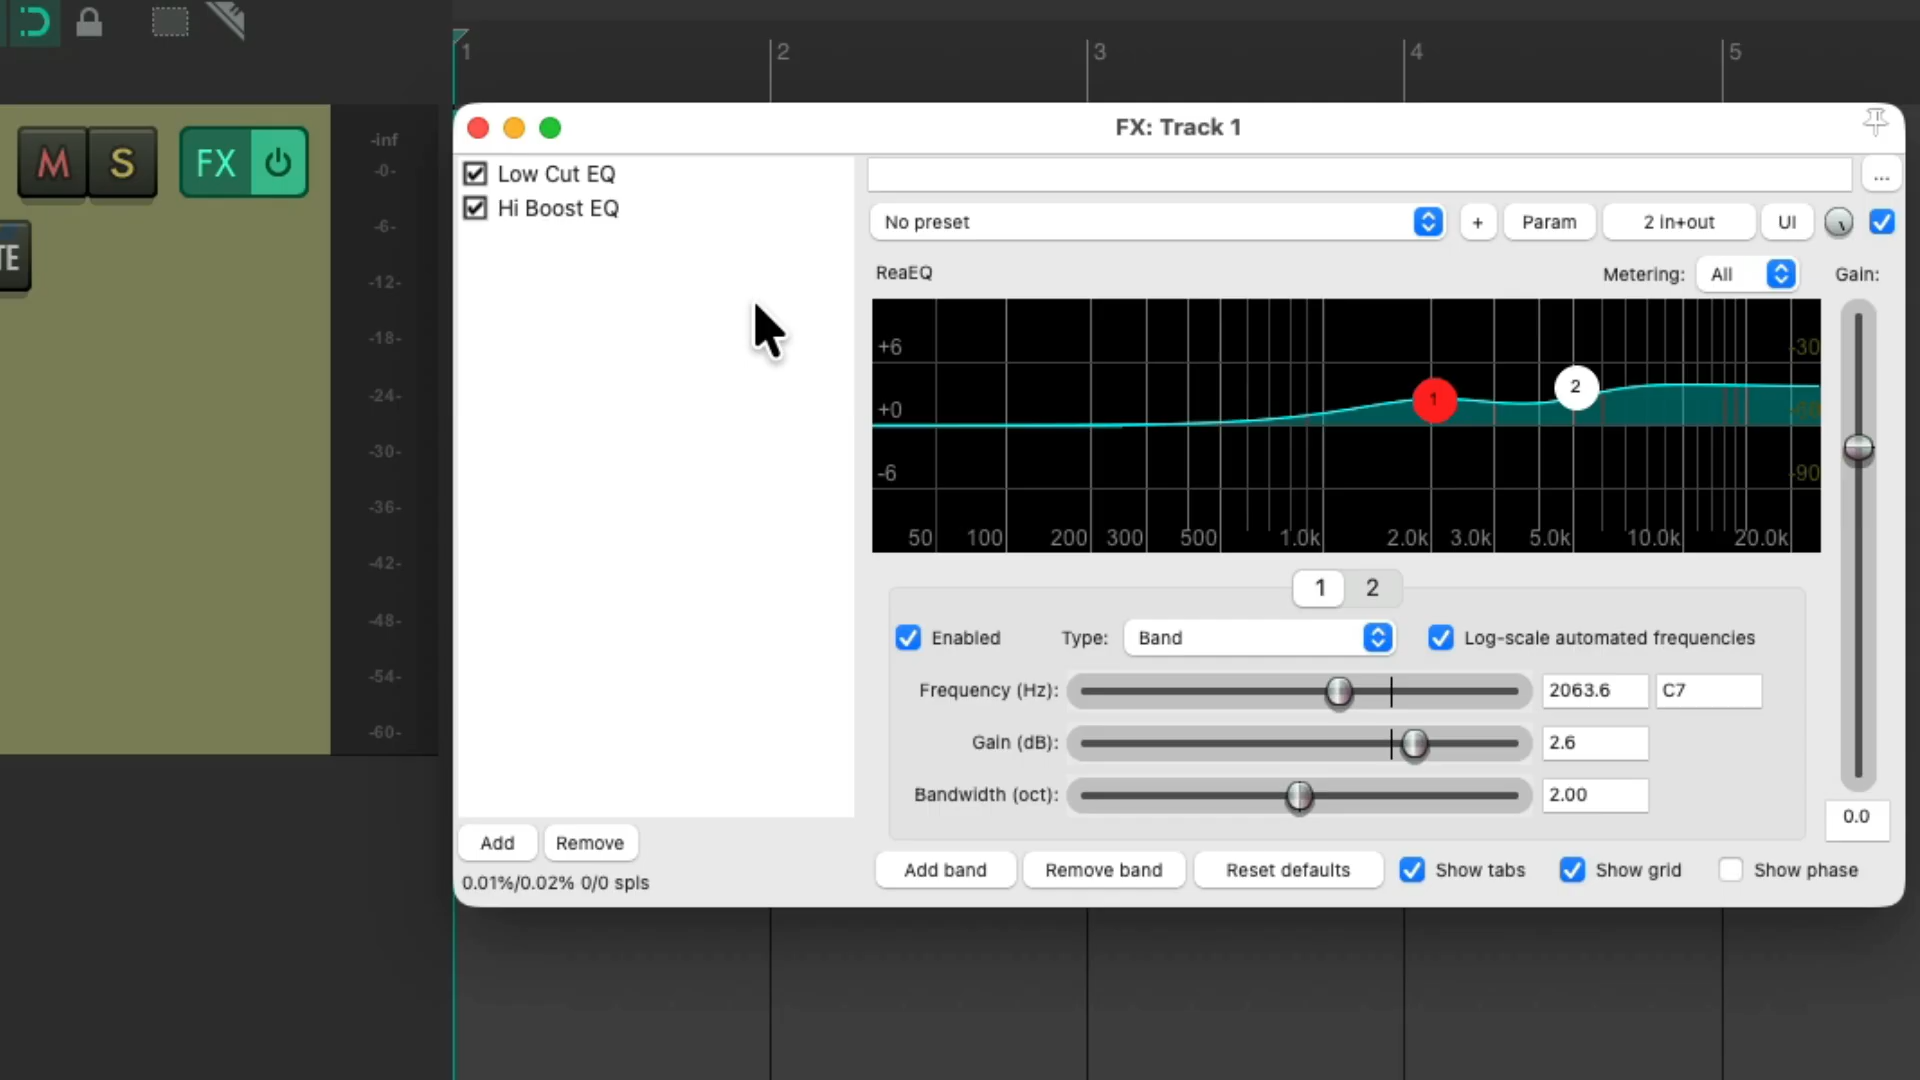 1
2
3
4
5
FX: Track 1
M
S
FX
TE
-inf
-0-
-6-
-12-
-18-
-24-
-30-
-36-
-42-
-48-
-54-
-60-
Low Cut EQ
Hi Boost EQ
...
No preset
+
Param
2 in+out
UI
ReaEQ
Metering:
All
Gain:
+6
-30
+0
-60
-6
-90
1
2
50
100
200
300
500
1.0k
2.0k
3.0k
5.0k
10.0k
20.0k
1
2
Enabled
Type:
Band
Log-scale automated frequencies
Frequency (Hz):
2063.6
C7
Gain (dB):
2.6
Bandwidth (oct):
2.00
0.0
Add
Remove
Add band
Remove band
Reset defaults
Show tabs
Show grid
Show phase
0.01%/0.02% 0/0 spls